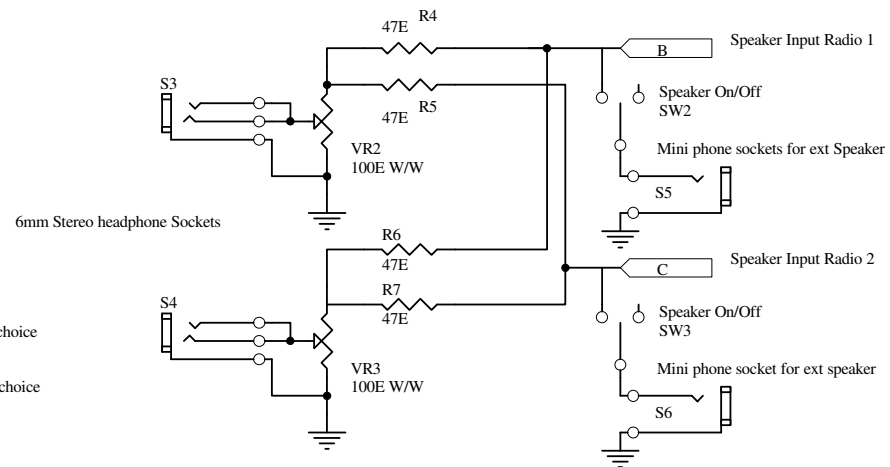 R4
47E
Speaker Input Radio 1
B
S3
R5
47E
Speaker On/Off
SW2
VR2
100E W/W
Mini phone sockets for ext Speaker
S5
6mm Stereo headphone Sockets
R6
47E
Speaker Input Radio 2
C
R7
47E
S4
Speaker On/Off
SW3
choice
VR3
100E W/W
Mini phone socket for ext speaker
choice
S6